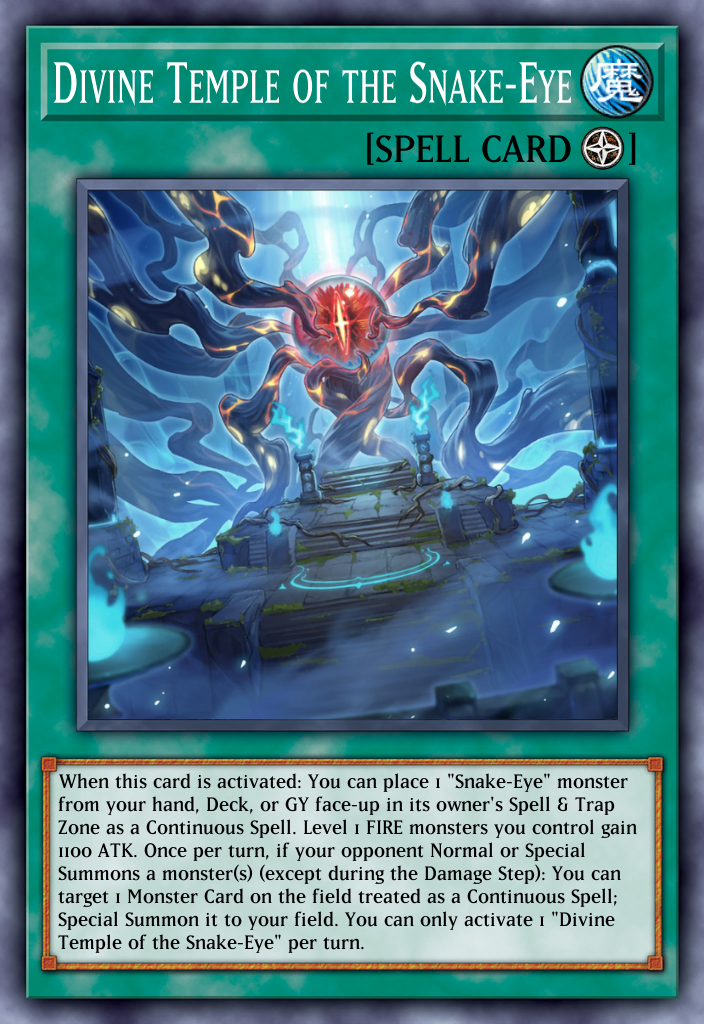 Divine Temple of the Snake-Eye
魔
[SPELL CARD]
When this card is activated: You can place 1 "Snake-Eye" monster
from your hand, Deck, or GY face-up in its owner's Spell & Trap
Zone as a Continuous Spell. Level 1 FIRE monsters you control gain
1100 ATK. Once per turn, if your opponent Normal or Special
Summons a monster(s) (except during the Damage Step): You can
target 1 Monster Card on the field treated as a Continuous Spell;
Special Summon it to your field. You can only activate 1 "Divine
Temple of the Snake-Eye" per turn.